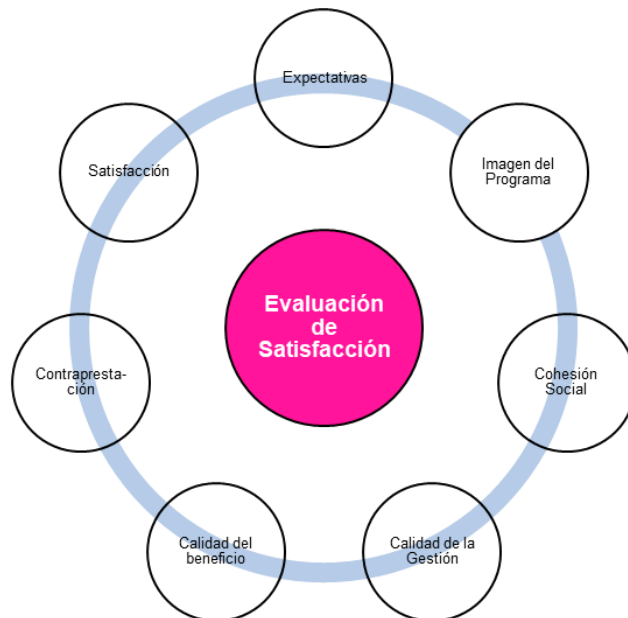 Expectativas
Imagen del
Programa
Satisfacción
Evaluación
de
Satisfacción
Contrapresta-
ción
Cohesión
Social
Calidad del
beneficio
Calidad de la
Gestión